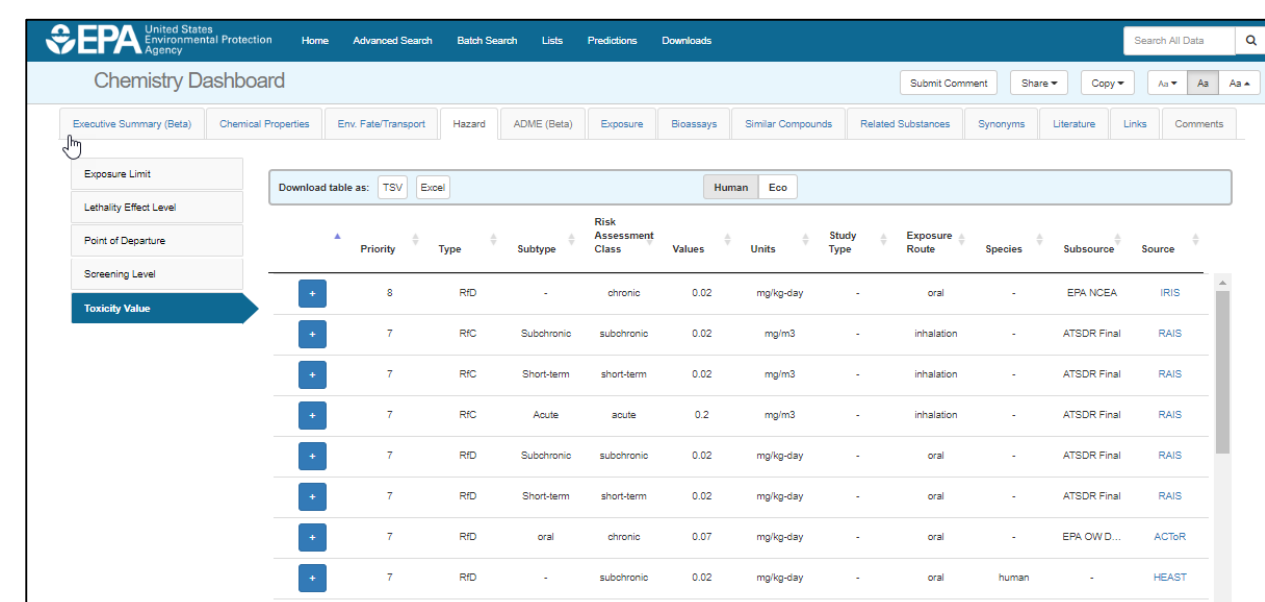 EPA United States Environmental Protection Agency Home Advanced Search Batch Search Lists Predictions Downloads Search All Data
Chemistry Dashboard Submit Comment Share Copy Aa Aa Aa
Executive Summary (Beta) Chemical Properties Env. Fate/Transport Hazard ADME (Beta) Exposure Bioassays Similar Compounds Related Substances Synonyms Literature Links Comments
Exposure Limit
Lethality Effect Level
Point of Departure
Screening Level
Toxicity Value
Download table as: TSV Excel Human Eco
Priority Type Subtype Risk Assessment Class Values Units Study Type Exposure Route Species Subsource Source
+ 8 RfD - chronic 0.02 mg/kg-day - oral - EPA NCEA IRIS
+ 7 RfC Subchronic subchronic 0.02 mg/m3 - inhalation - ATSDR Final RAIS
+ 7 RfC Short-term short-term 0.02 mg/m3 - inhalation - ATSDR Final RAIS
+ 7 RfC Acute acute 0.2 mg/m3 - inhalation - ATSDR Final RAIS
+ 7 RfD Subchronic subchronic 0.02 mg/kg-day - oral - ATSDR Final RAIS
+ 7 RfD Short-term short-term 0.02 mg/kg-day - oral - ATSDR Final RAIS
+ 7 RfD oral chronic 0.07 mg/kg-day - oral - EPA OW D... ACToR
+ 7 RfD - subchronic 0.02 mg/kg-day - oral human - HEAST